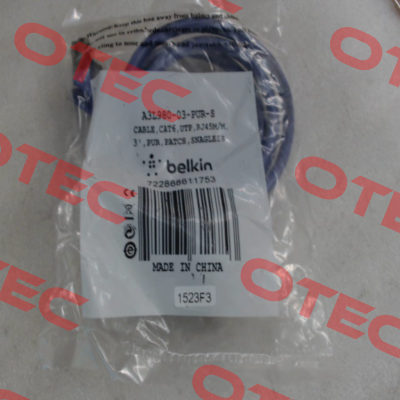 A3L980-03-PUR-S
CABLE,CAT6,UTP,RJ45M/M,
3',PUR,PATCH,SNAGLESS
belkin
722868611753
MADE IN CHINA
1523F3
OTEC
OTEC
OTEC
OTEC
OTEC